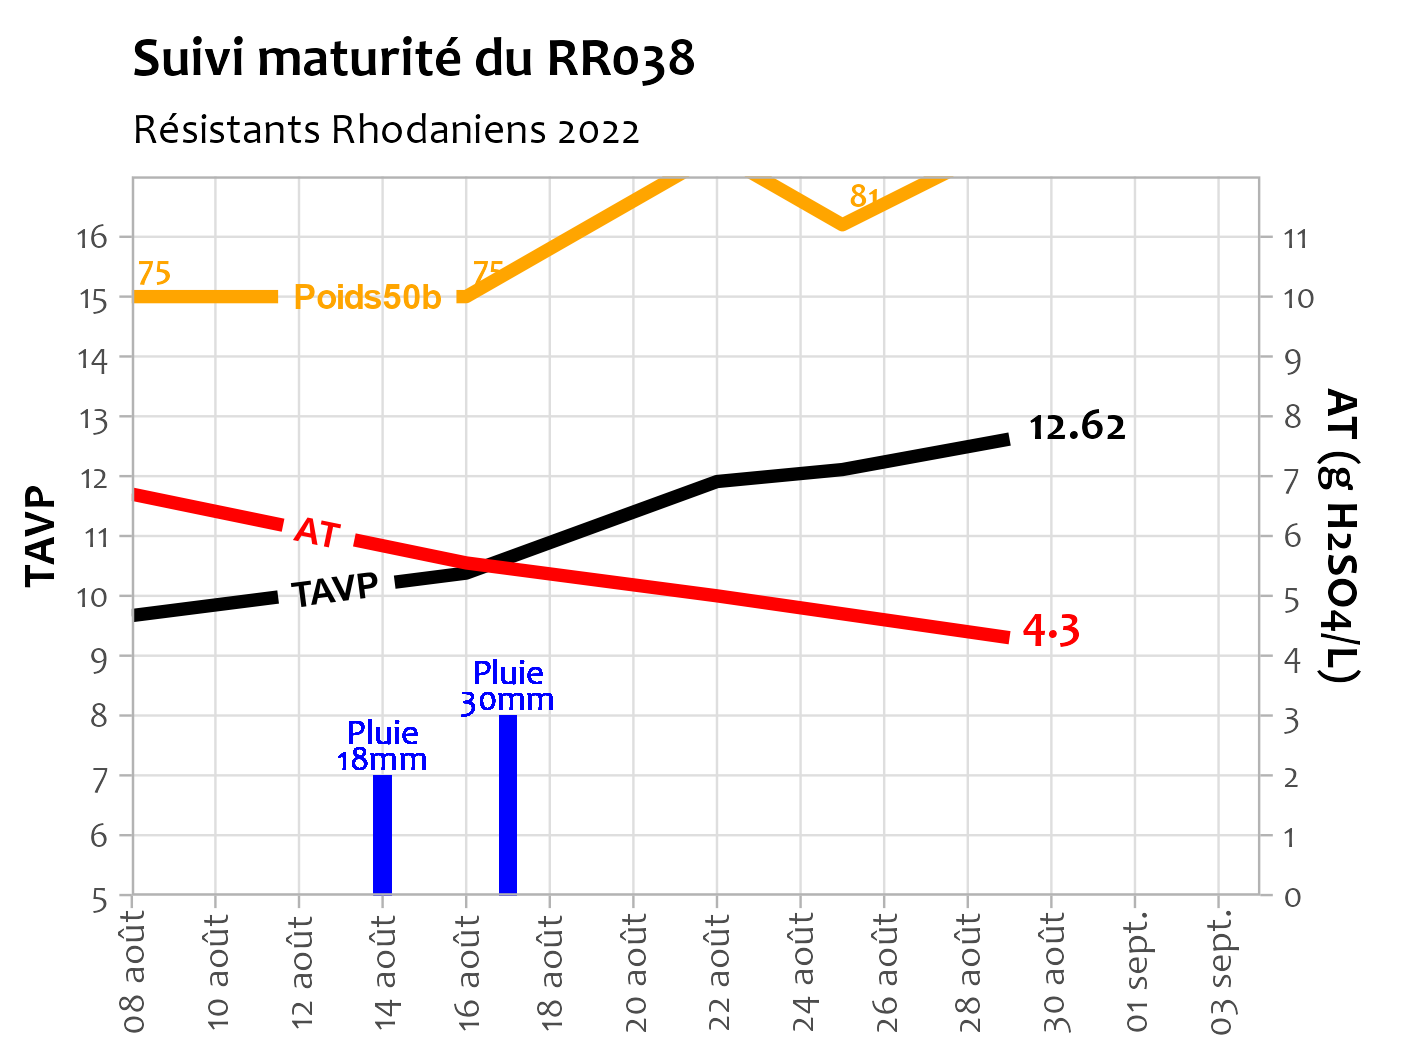 Suivi maturité du RR038
Résistants Rhodaniens 2022
TAVP
16
15
14
13
12
11
10
9
8
7
6
5
75
Poids50b
75
81
12.62
AT
TAVP
4.3
Pluie
18mm
Pluie
30mm
11
10
9
8
7
6
5
4
3
2
1
0
AT (g H2SO4/L)
08 août
10 août
12 août
14 août
16 août
18 août
20 août
22 août
24 août
26 août
28 août
30 août
01 sept.
03 sept.